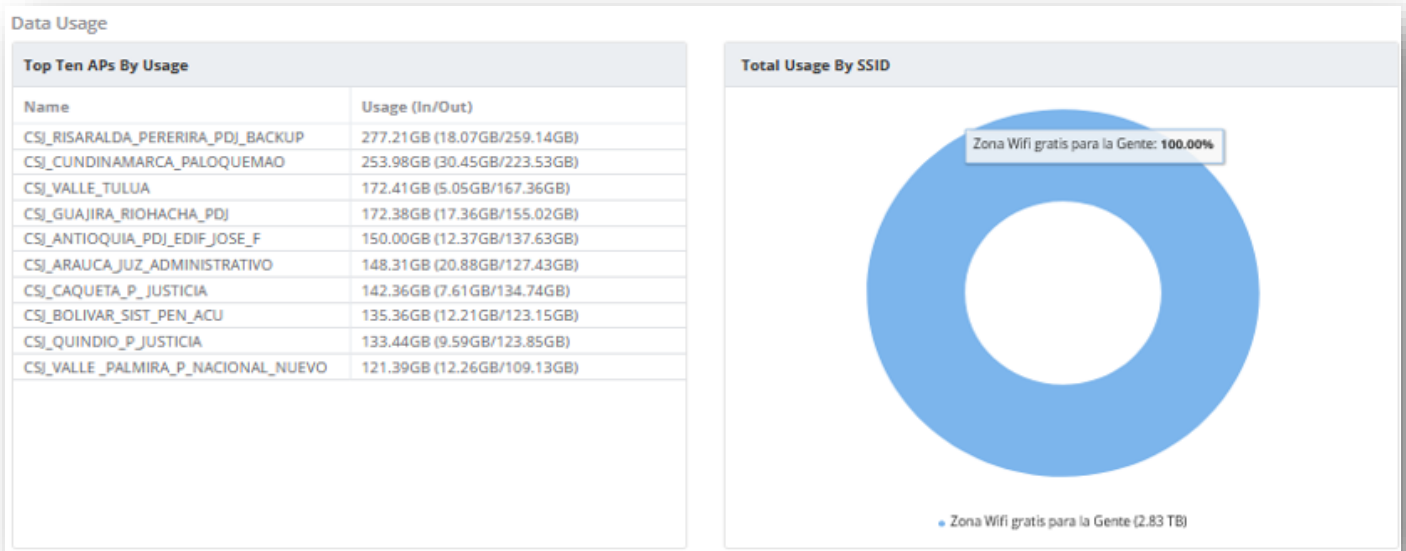 Data Usage
Top Ten APs By Usage
Name Usage (In/Out)
CSJ_RISARALDA_PERERIRA_PDJ_BACKUP 277.21GB (18.07GB/259.14GB)
CSJ_CUNDINAMARCA_PALOQUEMAO 253.98GB (30.45GB/223.53GB)
CSJ_VALLE_TULUA 172.41GB (5.05GB/167.36GB)
CSJ_GUAJIRA_RIOHACHA_PDJ 172.38GB (17.36GB/155.02GB)
CSJ_ANTIOQUIA_PDJ_EDIF_JOSE_F 150.00GB (12.37GB/137.63GB)
CSJ_ARAUCA_JUZ_ADMINISTRATIVO 148.31GB (20.88GB/127.43GB)
CSJ_CAQUETA_P_ JUSTICIA 142.36GB (7.61GB/134.74GB)
CSJ_BOLIVAR_SIST_PEN_ACU 135.36GB (12.21GB/123.15GB)
CSJ_QUINDIO_P_JUSTICIA 133.44GB (9.59GB/123.85GB)
CSJ_VALLE _PALMIRA_P_NACIONAL_NUEVO 121.39GB (12.26GB/109.13GB)
Total Usage By SSID
Zona Wifi gratis para la Gente: 100.00%
Zona Wifi gratis para la Gente (2.83 TB)